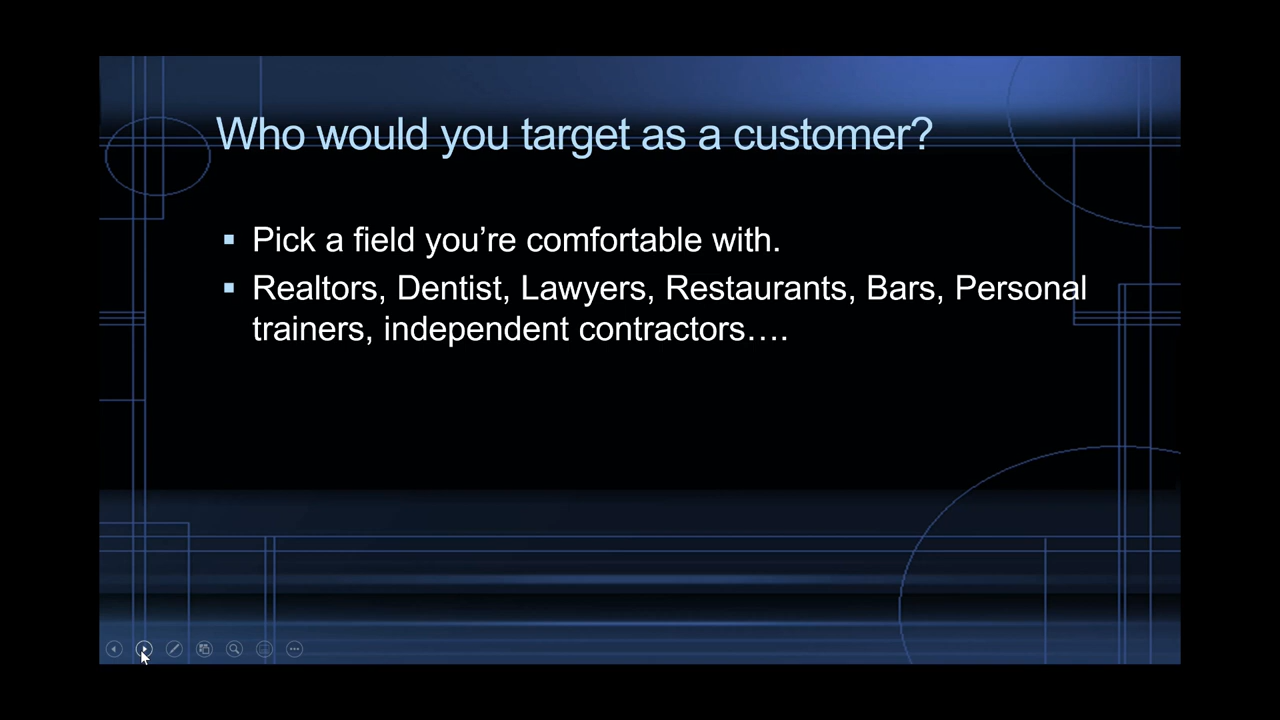 Who would you target as a customer?
▪ Pick a field you’re comfortable with.
▪ Realtors, Dentist, Lawyers, Restaurants, Bars, Personal
trainers, independent contractors….